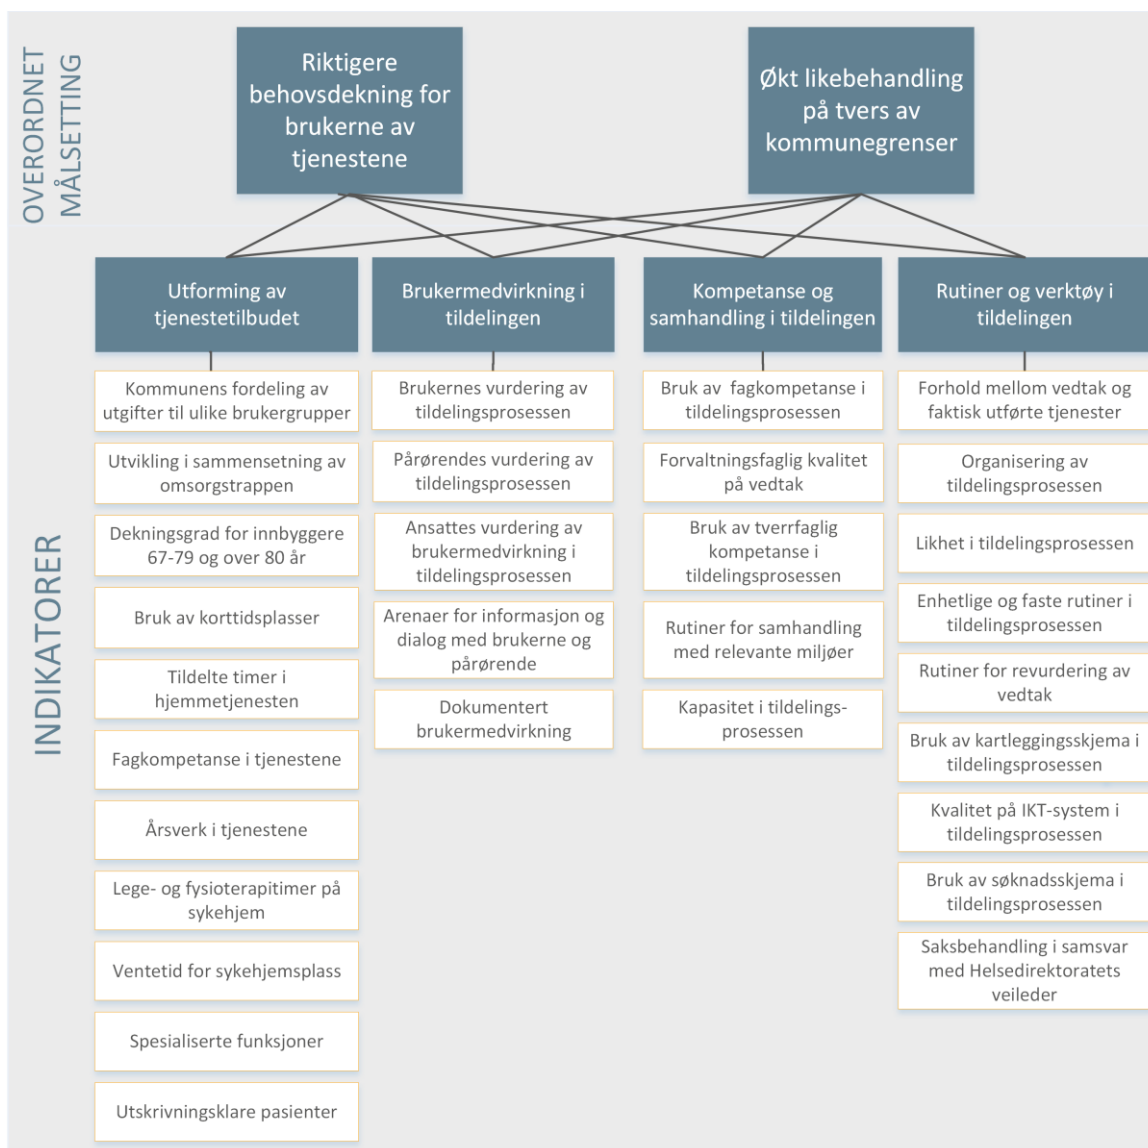 OVERORDNET
MÅLSETTING
Riktigere
behovsdekning for
brukerne av
tjenestene
Økt likebehandling
på tvers av
kommunegrenser
INDIKATORER
Utforming av
tjenestetilbudet
Kommunens fordeling av
utgifter til ulike brukergrupper
Utvikling i sammensetning av
omsorgstrappen
Dekningsgrad for innbyggere
67-79 og over 80 år
Bruk av korttidsplasser
Tildelte timer i
hjemmetjenesten
Fagkompetanse i tjenestene
Årsverk i tjenestene
Lege- og fysioterapitimer på
sykehjem
Ventetid for sykehjemsplass
Spesialiserte funksjoner
Utskrivningsklare pasienter
Brukermedvirkning i
tildelingen
Brukernes vurdering av
tildelingsprosessen
Pårørendes vurdering av
tildelingsprosessen
Ansattes vurdering av
brukermedvirkning i
tildelingsprosessen
Arenaer for informasjon og
dialog med brukerne og
pårørende
Dokumentert
brukermedvirkning
Kompetanse og
samhandling i tildelingen
Bruk av fagkompetanse i
tildelingsprosessen
Forvaltningsfaglig kvalitet
på vedtak
Bruk av tverrfaglig
kompetanse i
tildelingsprosessen
Rutiner for samhandling
med relevante miljøer
Kapasitet i tildelings-
prosessen
Rutiner og verktøy i
tildelingen
Forhold mellom vedtak og
faktisk utførte tjenester
Organisering av
tildelingsprosessen
Likhet i tildelingsprosessen
Enhetlige og faste rutiner i
tildelingsprosessen
Rutiner for revurdering av
vedtak
Bruk av kartleggingsskjema i
tildelingsprosessen
Kvalitet på IKT-system i
tildelingsprosessen
Bruk av søknadsskjema i
tildelingsprosessen
Saksbehandling i samsvar
med Helsedirektoratets
veileder